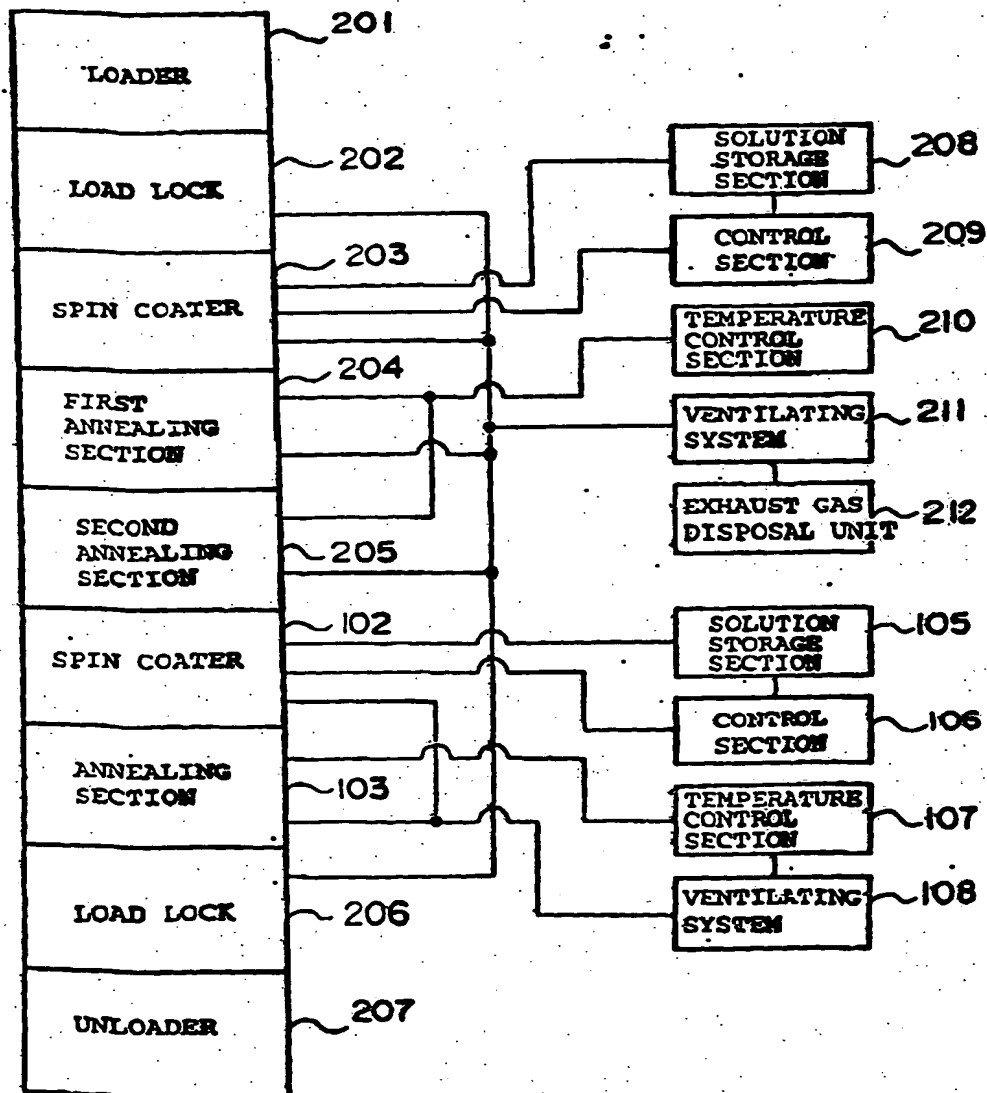 201
LOADER
202
LOAD LOCK
203
SPIN COATER
204
FIRST
ANNEALING
SECTION
SECOND
ANNEALING
SECTION
205
102
SPIN COATER
ANNEALING
SECTION
103
LOAD LOCK
206
UNLOADER
207
SOLUTION
STORAGE
SECTION
208
CONTROL
SECTION
209
TEMPERATURE
CONTROL
SECTION
210
VENTILATING
SYSTEM
211
EXHAUST GAS
DISPOSAL UNIT
212
SOLUTION
STORAGE
SECTION
105
CONTROL
SECTION
106
TEMPERATURE
CONTROL
SECTION
107
VENTILATING
SYSTEM
108